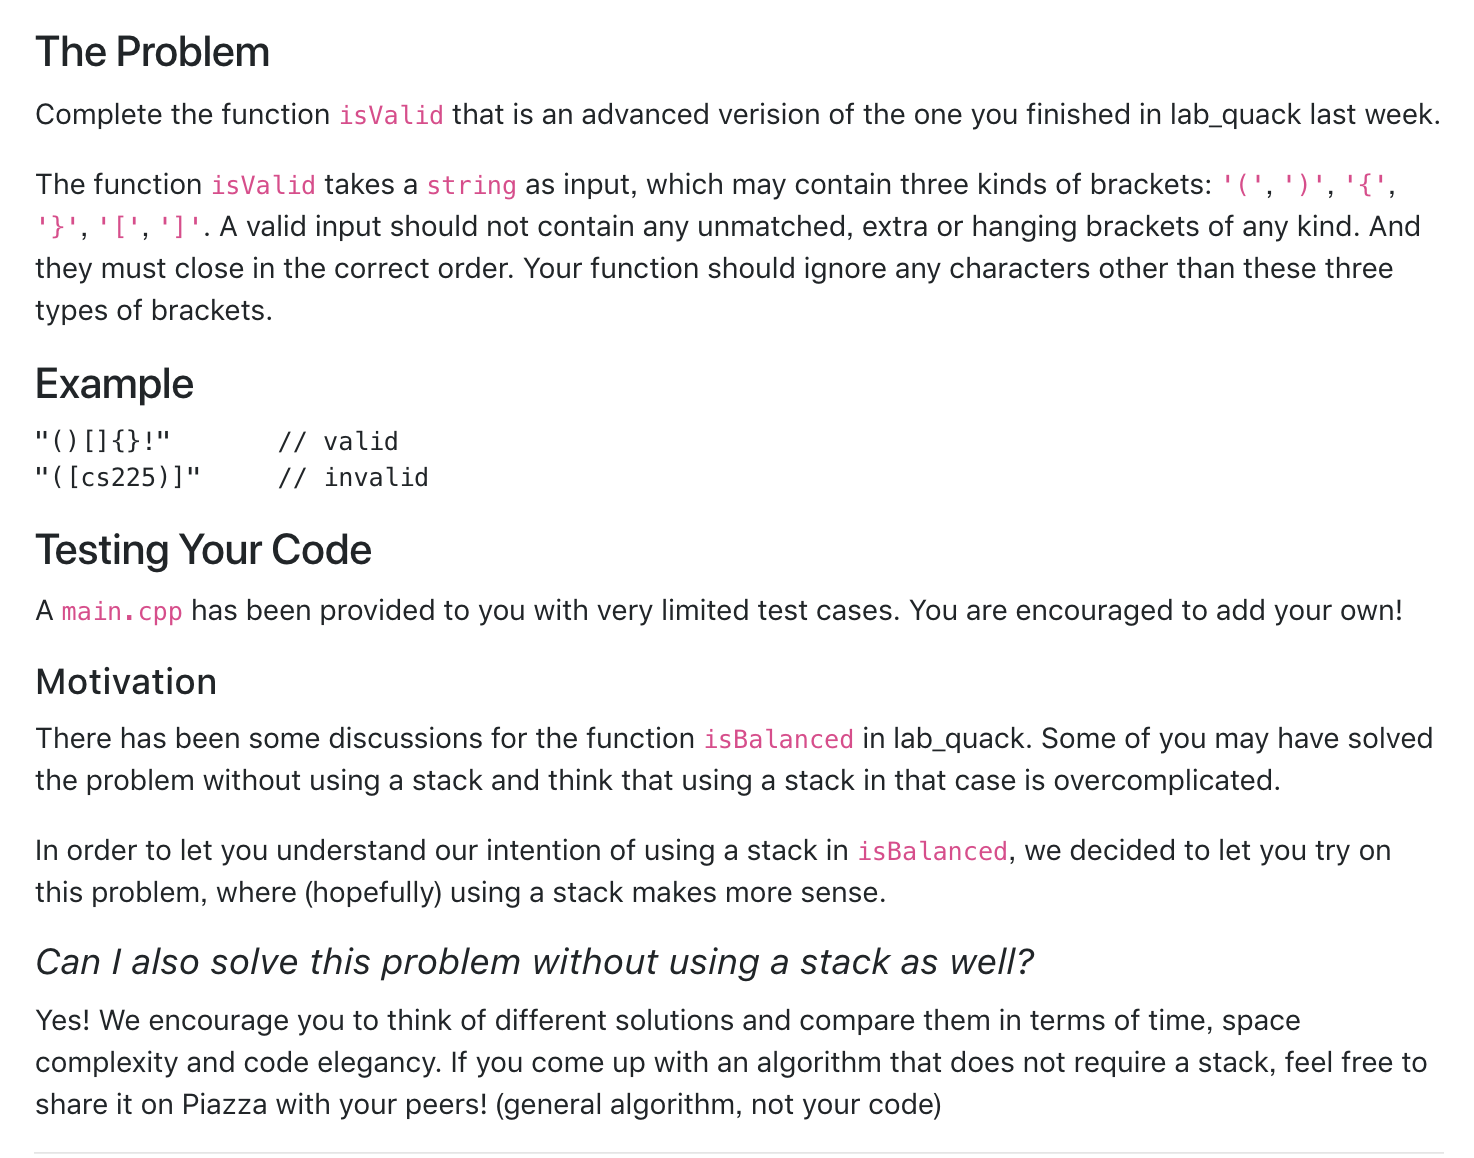 The Problem
Complete the function isValid that is an advanced verision of the one you finished in lab_quack last week.
The function isValid takes a string as input, which may contain three kinds of brackets: '(', ')', '{',
'}', '[', ']'. A valid input should not contain any unmatched, extra or hanging brackets of any kind. And
they must close in the correct order. Your function should ignore any characters other than these three
types of brackets.
Example
"()[]{}!"       // valid
"([cs225)]"     // invalid
Testing Your Code
A main.cpp has been provided to you with very limited test cases. You are encouraged to add your own!
Motivation
There has been some discussions for the function isBalanced in lab_quack. Some of you may have solved
the problem without using a stack and think that using a stack in that case is overcomplicated.
In order to let you understand our intention of using a stack in isBalanced, we decided to let you try on
this problem, where (hopefully) using a stack makes more sense.
Can I also solve this problem without using a stack as well?
Yes! We encourage you to think of different solutions and compare them in terms of time, space
complexity and code elegancy. If you come up with an algorithm that does not require a stack, feel free to
share it on Piazza with your peers! (general algorithm, not your code)